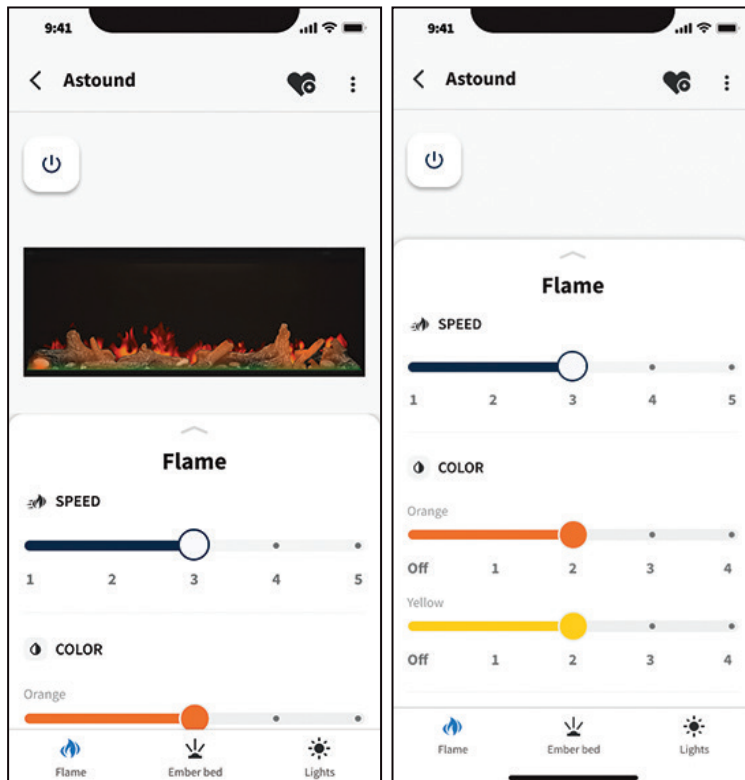 9:41
Astound
Flame
SPEED
1 2 3 4 5
COLOR
Orange
Flame Ember bed Lights
9:41
Astound
Flame
SPEED
1 2 3 4 5
COLOR
Orange
Off 1 2 3 4
Yellow
Off 1 2 3 4
Flame Ember bed Lights